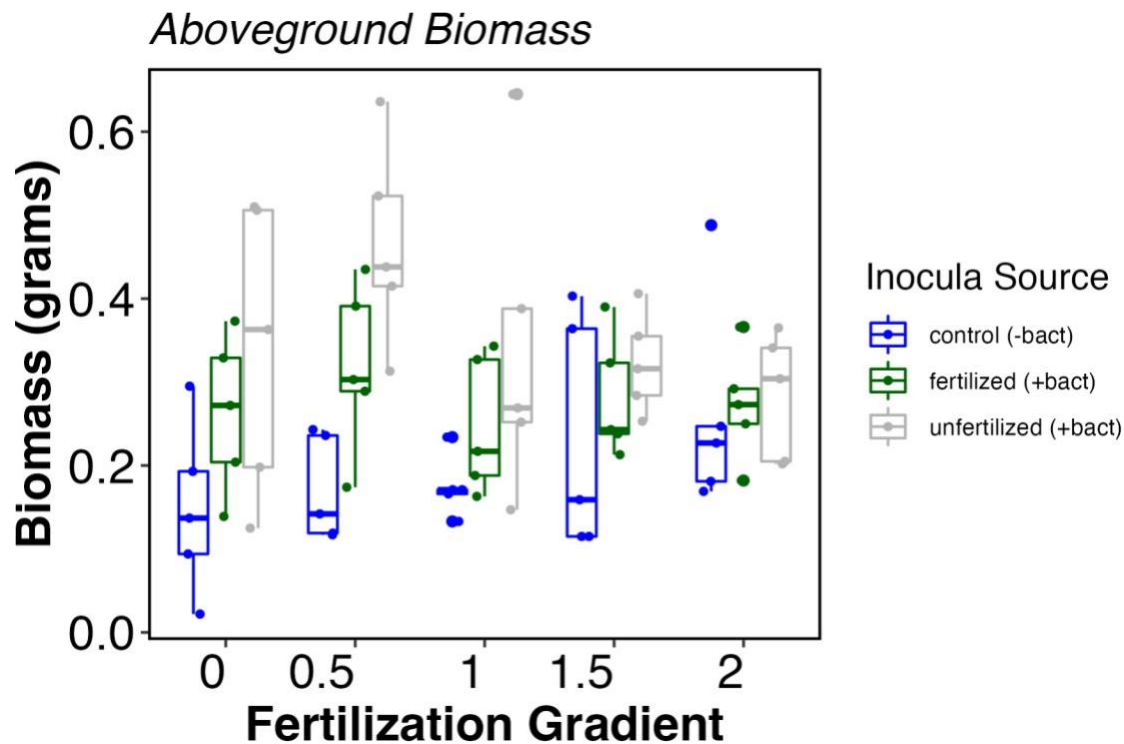 Aboveground Biomass
Biomass (grams)
0.6
0.4
0.2
0.0
0 0.5 1 1.5 2
Fertilization Gradient
Inocula Source
control (-bact)
fertilized (+bact)
unfertilized (+bact)